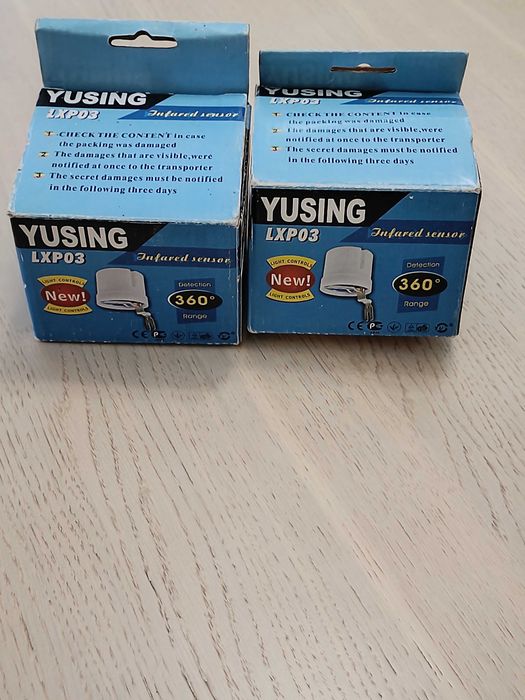 YUSING
LXP03
Infared sensor
CHECK THE CONTENT in case
the packing was damaged
The damages that are visible,were
notified at once to the transporter
The secret damages must be notified
in the following three days
YUSING
LXP03
Infared sensor
LIGHT CONTROLS
New!
LIGHT CONTROLS
Detection
360°
Range
CE
YUSING
LXP03
Infared sensor
CHECK THE CONTENT in case
the packing was damaged
The damages that are visible,were
notified at once to the transporter
The secret damages must be notified
in the following three days
YUSING
LXP03
Infared sensor
LIGHT CONTROLS
New!
LIGHT CONTROLS
Detection
360°
Range
CE